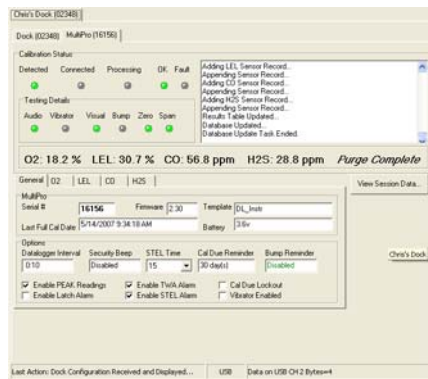 Chris's Dock (02348)
Dock (02348) MultiPro (16156)
Calibration Status
Detected Connected Processing OK Fault
Testing Details
Audio Vibrator Visual Bump Zero Span
Adding LEL Sensor Record...
Appending Sensor Record...
Adding CO Sensor Record...
Appending Sensor Record...
Adding H2S Sensor Record...
Appending Sensor Record...
Results Table Updated...
Database Updated...
Database Update Task Ended.
O2: 18.2 % LEL: 30.7 % CO: 56.8 ppm H2S: 28.8 ppm Purge Complete
General O2 LEL CO H2S
View Session Data...
MultiPro
Serial # 16156 Firmware 2.30 Template DL_Instr
Last Full Cal Date 5/14/2007 9:34:18 AM Battery 3.6v
Options
Datalogger Interval Security Beep STEL Time Cal Due Reminder Bump Reminder
0:10 Disabled 15 30 day(s) Disabled
Chris's Dock
Enable PEAK Readings Enable TWA Alarm Cal Due Lockout
Enable Latch Alarm Enable STEL Alarm Vibrator Enabled
Last Action: Dock Configuration Received and Displayed... USB Data on USB CH 2 Bytes=4